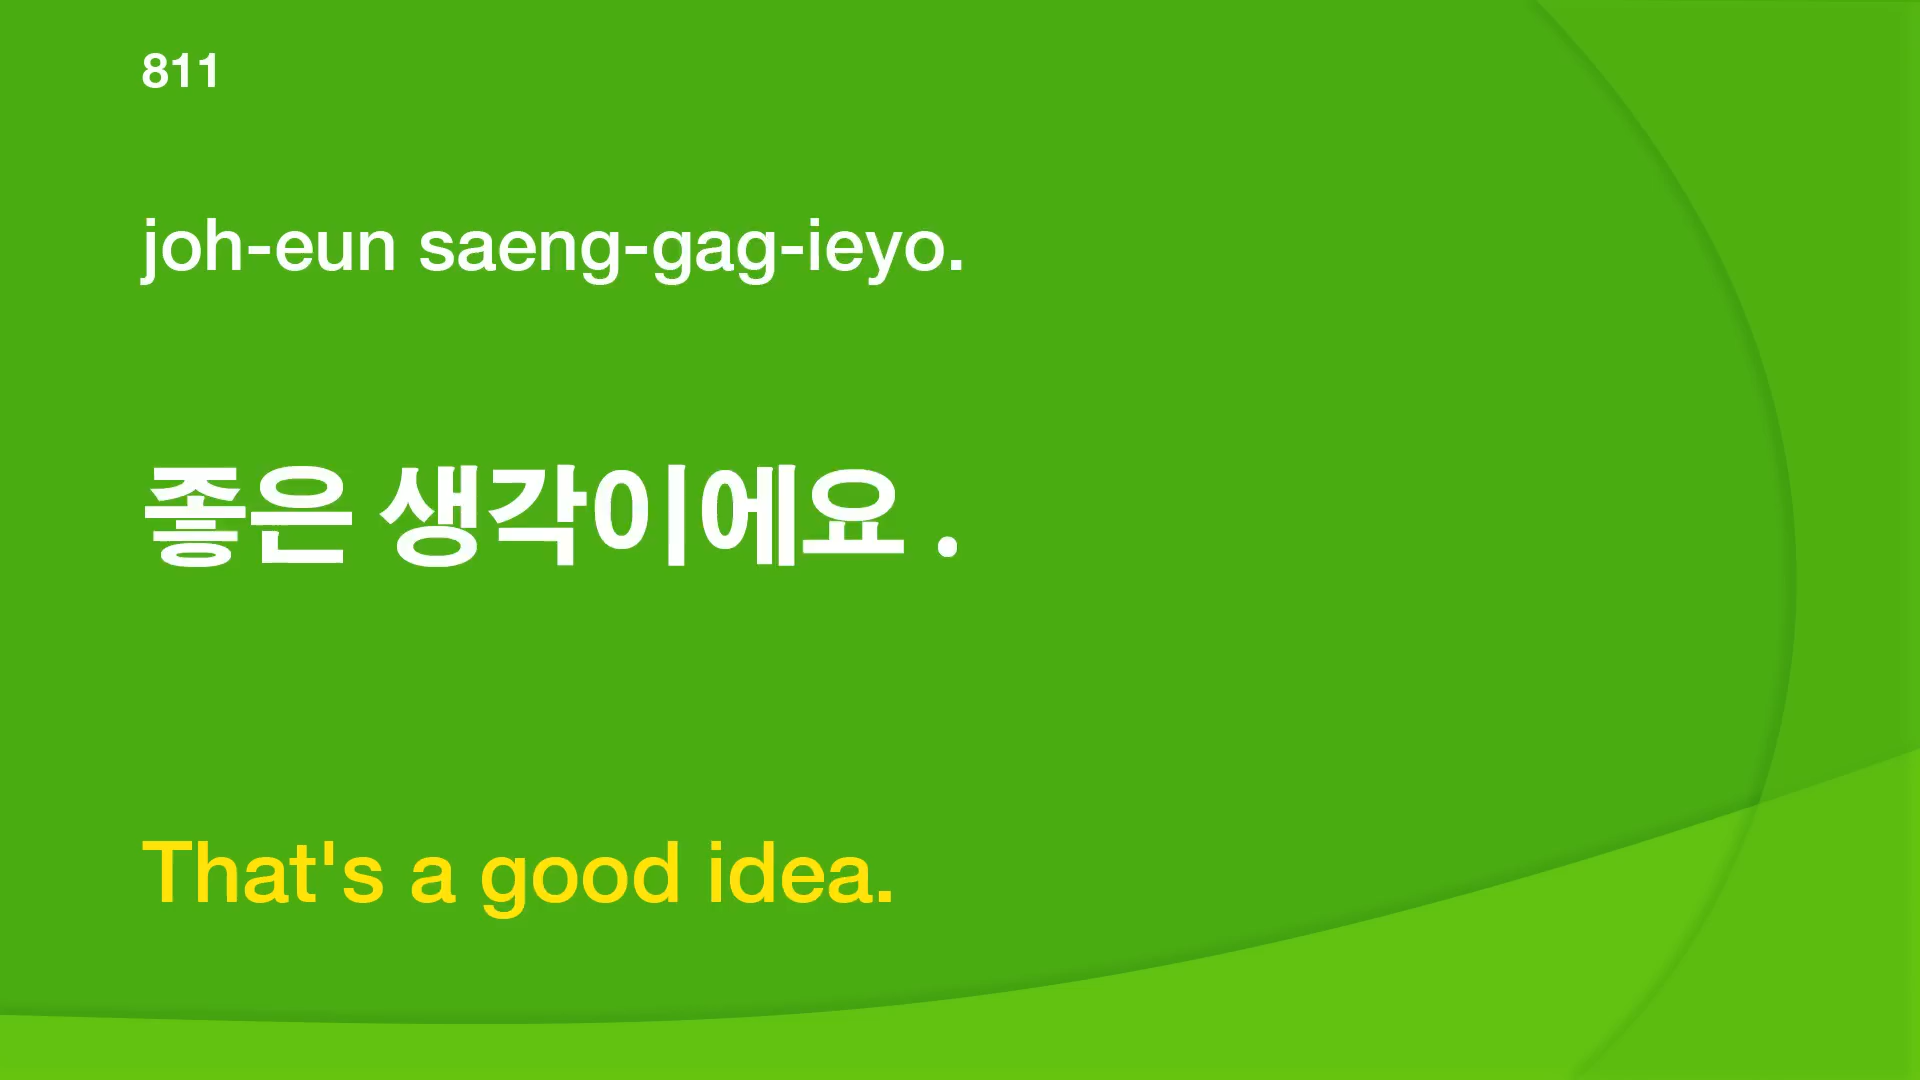 811
joh-eun saeng-gag-ieyo.
좋은 생각이에요 .
That's a good idea.